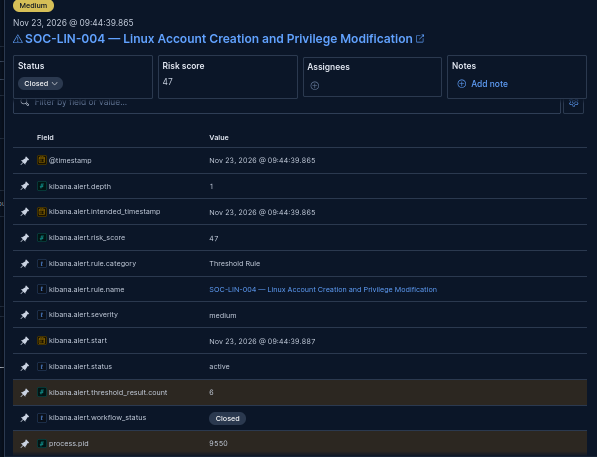 Medium
Nov 23, 2026 @ 09:44:39.865
SOC-LIN-004 — Linux Account Creation and Privilege Modification
Status
Closed
Risk score
47
Assignees
Notes
Add note
Filter by field or value...
Field Value
@timestamp Nov 23, 2026 @ 09:44:39.865
kibana.alert.depth 1
kibana.alert.intended_timestamp Nov 23, 2026 @ 09:44:39.865
kibana.alert.risk_score 47
kibana.alert.rule.category Threshold Rule
kibana.alert.rule.name SOC-LIN-004 — Linux Account Creation and Privilege Modification
kibana.alert.severity medium
kibana.alert.start Nov 23, 2026 @ 09:44:39.887
kibana.alert.status active
kibana.alert.threshold_result.count 6
kibana.alert.workflow_status Closed
process.pid 9550